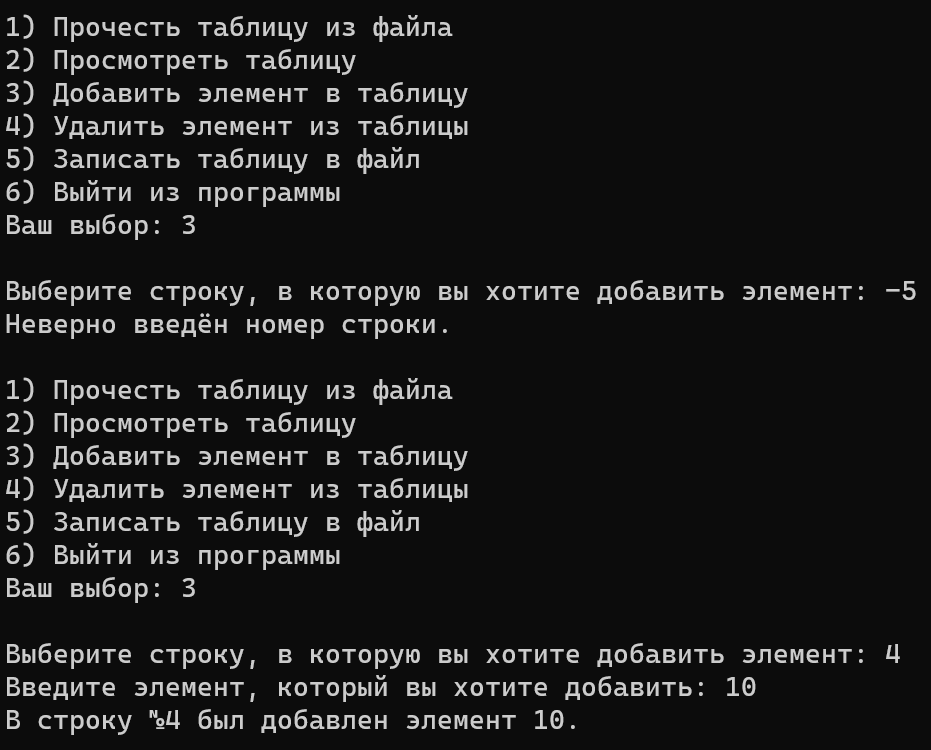 1) Прочесть таблицу из файла
2) Просмотреть таблицу
3) Добавить элемент в таблицу
4) Удалить элемент из таблицы
5) Записать таблицу в файл
6) Выйти из программы
Ваш выбор: 3
Выберите строку, в которую вы хотите добавить элемент: -5
Неверно введён номер строки.
1) Прочесть таблицу из файла
2) Просмотреть таблицу
3) Добавить элемент в таблицу
4) Удалить элемент из таблицы
5) Записать таблицу в файл
6) Выйти из программы
Ваш выбор: 3
Выберите строку, в которую вы хотите добавить элемент: 4
Введите элемент, который вы хотите добавить: 10
В строку №4 был добавлен элемент 10.